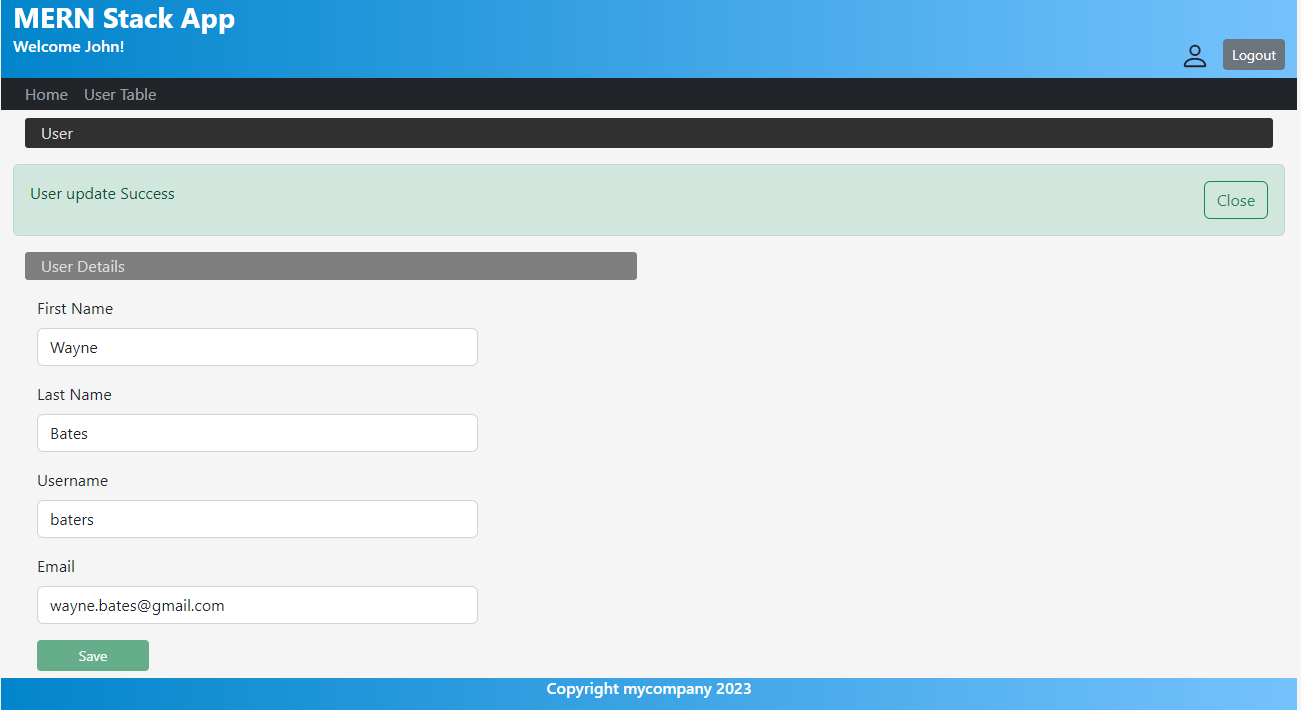 MERN Stack App
Welcome John!
Logout
Home User Table
User
User update Success
Close
User Details
First Name
Wayne
Last Name
Bates
Username
baters
Email
wayne.bates@gmail.com
Save
Copyright mycompany 2023